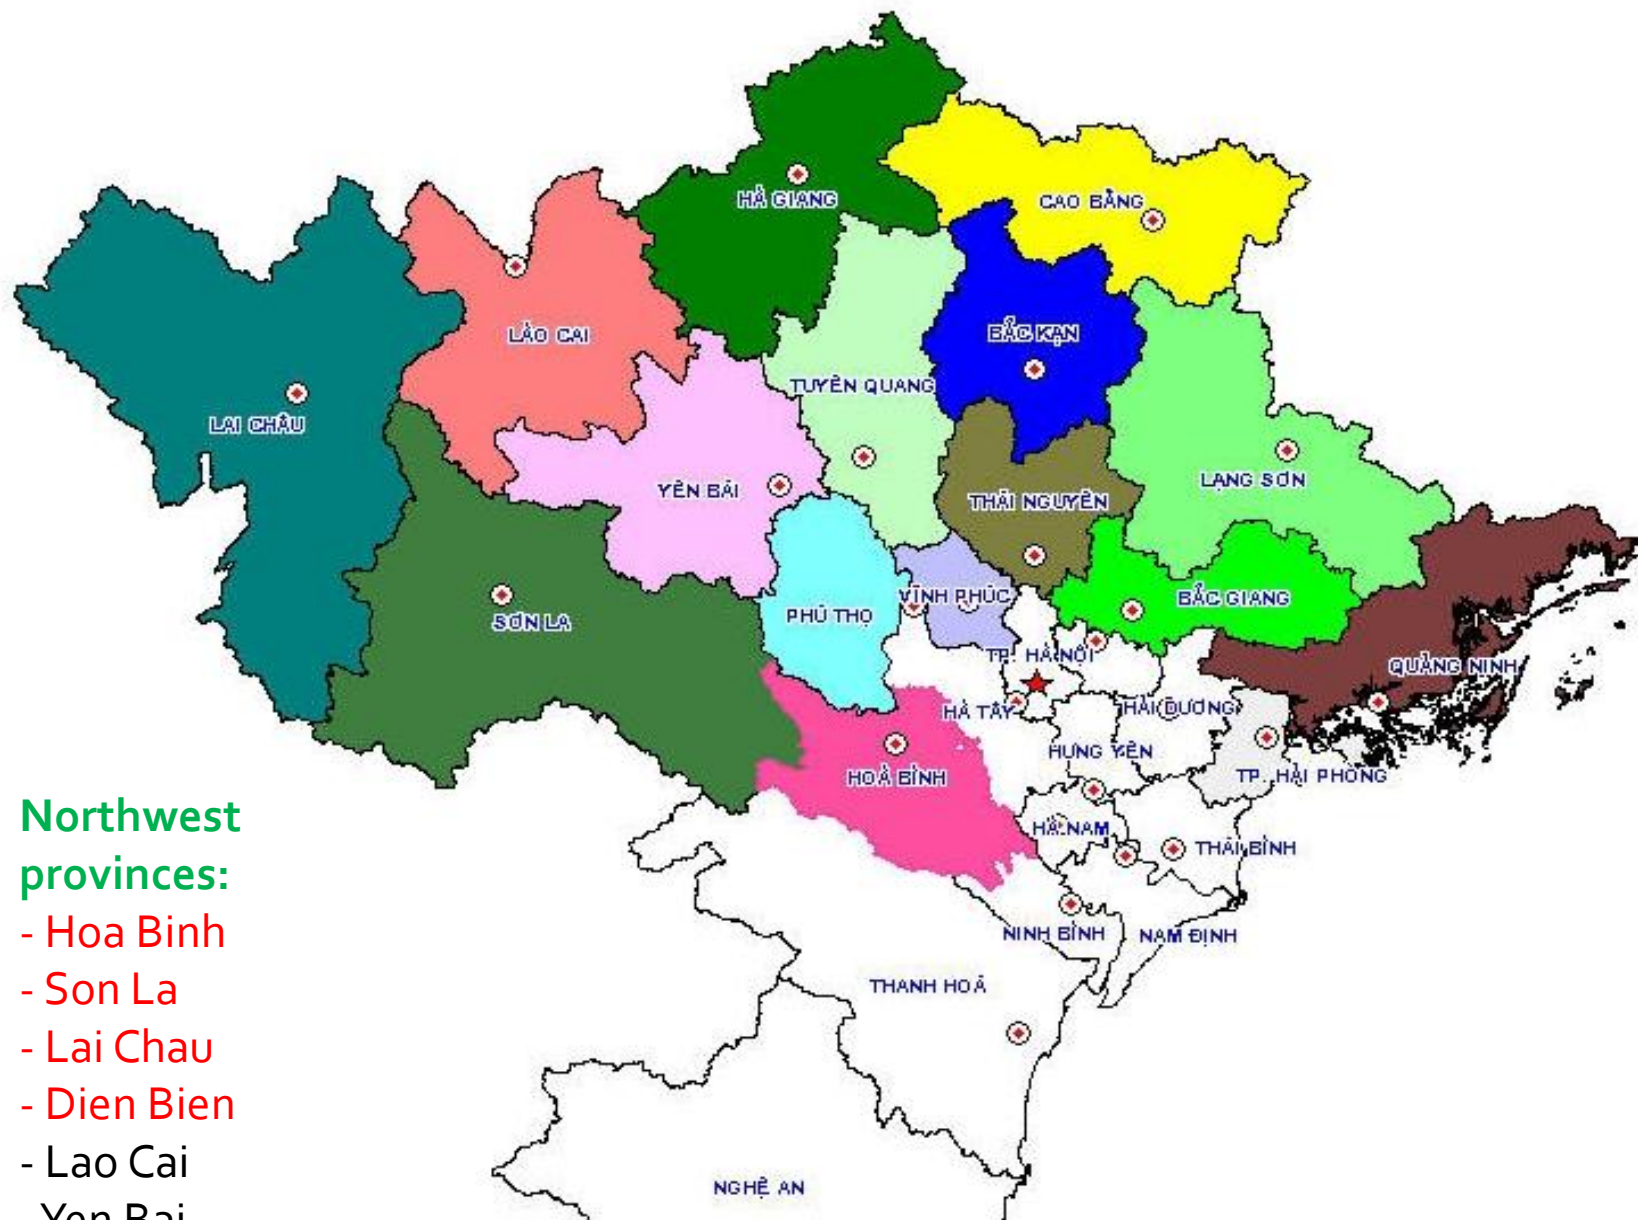 HÀ GIANG
CAO BẰNG
LÀO CAI
BẮC KẠN
TUYÊN QUANG
LAI CHÂU
YÊN BÁI
THÁI NGUYÊN
LẠNG SƠN
SƠN LA
PHÚ THỌ
VĨNH PHÚC
BẮC GIANG
TP. HÀ NỘI
QUẢNG NINH
HÀ TÂY
HẢI DƯƠNG
HƯNG YÊN
TP. HẢI PHÒNG
HOÀ BÌNH
HÀ NAM
THÁI BÌNH
NINH BÌNH
NAM ĐỊNH
THANH HOÁ
NGHỆ AN
Northwest
provinces:
- Hoa Binh
- Son La
- Lai Chau
- Dien Bien
- Lao Cai
-Yen Bai